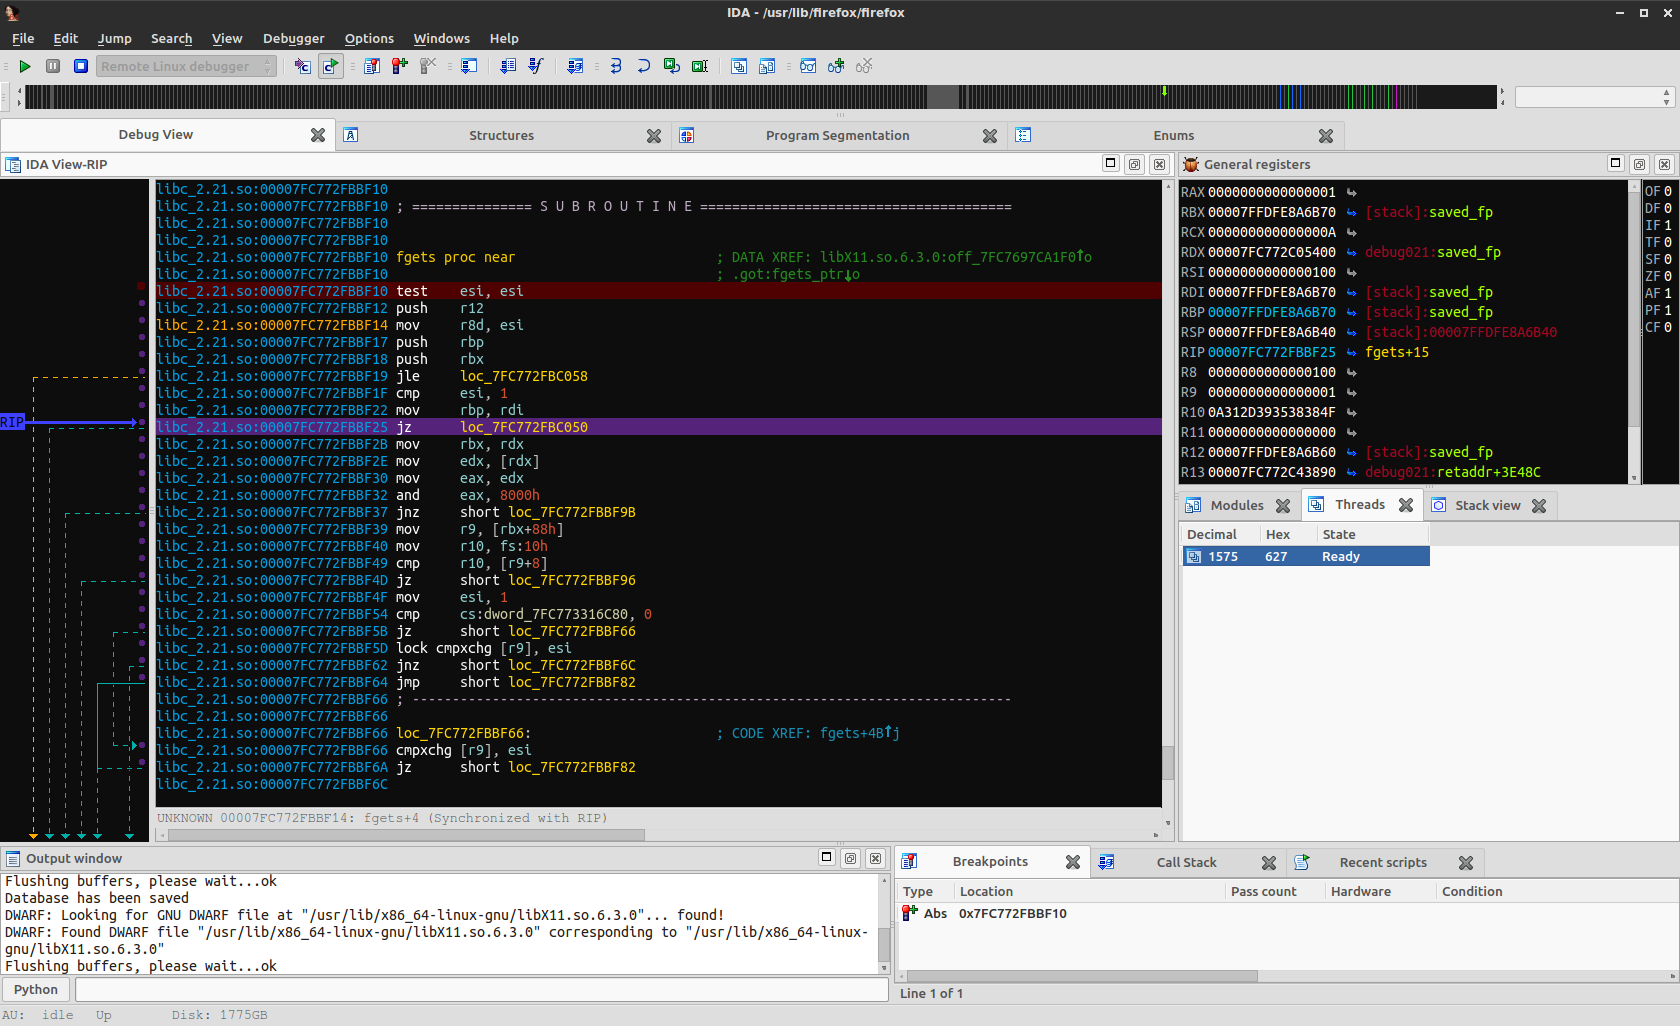 IDA - /usr/lib/firefox/firefox
File Edit Jump Search View Debugger Options Windows Help
Remote Linux debugger
Debug View Structures Program Segmentation Enums
IDA View-RIP
RIP
libc_2.21.so:00007FC772FBBF10
libc_2.21.so:00007FC772FBBF10 ; =============== S U B R O U T I N E =======================================
libc_2.21.so:00007FC772FBBF10
libc_2.21.so:00007FC772FBBF10
libc_2.21.so:00007FC772FBBF10 fgets proc near ; DATA XREF: libX11.so.6.3.0:off_7FC7697CA1F0↑o
libc_2.21.so:00007FC772FBBF10 ; .got:fgets_ptr↓o
libc_2.21.so:00007FC772FBBF10 test esi, esi
libc_2.21.so:00007FC772FBBF12 push r12
libc_2.21.so:00007FC772FBBF14 mov r8d, esi
libc_2.21.so:00007FC772FBBF17 push rbp
libc_2.21.so:00007FC772FBBF18 push rbx
libc_2.21.so:00007FC772FBBF19 jle loc_7FC772FBC058
libc_2.21.so:00007FC772FBBF1F cmp esi, 1
libc_2.21.so:00007FC772FBBF22 mov rbp, rdi
libc_2.21.so:00007FC772FBBF25 jz loc_7FC772FBC050
libc_2.21.so:00007FC772FBBF2B mov rbx, rdx
libc_2.21.so:00007FC772FBBF2E mov edx, [rdx]
libc_2.21.so:00007FC772FBBF30 mov eax, edx
libc_2.21.so:00007FC772FBBF32 and eax, 8000h
libc_2.21.so:00007FC772FBBF37 jnz short loc_7FC772FBBF9B
libc_2.21.so:00007FC772FBBF39 mov r9, [rbx+88h]
libc_2.21.so:00007FC772FBBF40 mov r10, fs:10h
libc_2.21.so:00007FC772FBBF49 cmp r10, [r9+8]
libc_2.21.so:00007FC772FBBF4D jz short loc_7FC772FBBF96
libc_2.21.so:00007FC772FBBF4F mov esi, 1
libc_2.21.so:00007FC772FBBF54 cmp cs:dword_7FC773316C80, 0
libc_2.21.so:00007FC772FBBF5B jz short loc_7FC772FBBF66
libc_2.21.so:00007FC772FBBF5D lock cmpxchg [r9], esi
libc_2.21.so:00007FC772FBBF62 jnz short loc_7FC772FBBF6C
libc_2.21.so:00007FC772FBBF64 jmp short loc_7FC772FBBF82
libc_2.21.so:00007FC772FBBF66 ; ---------------------------------------------------------------------------
libc_2.21.so:00007FC772FBBF66
libc_2.21.so:00007FC772FBBF66 loc_7FC772FBBF66: ; CODE XREF: fgets+4B↑j
libc_2.21.so:00007FC772FBBF66 cmpxchg [r9], esi
libc_2.21.so:00007FC772FBBF6A jz short loc_7FC772FBBF82
libc_2.21.so:00007FC772FBBF6C
UNKNOWN 00007FC772FBBF14: fgets+4 (Synchronized with RIP)
General registers
RAX 0000000000000001
RBX 00007FFDFE8A6B70 [stack]:saved_fp
RCX 000000000000000A
RDX 00007FC772C05400 debug021:saved_fp
RSI 0000000000000100
RDI 00007FFDFE8A6B70 [stack]:saved_fp
RBP 00007FFDFE8A6B70 [stack]:saved_fp
RSP 00007FFDFE8A6B40 [stack]:00007FFDFE8A6B40
RIP 00007FC772FBBF25 fgets+15
R8 0000000000000100
R9 0000000000000001
R10 0A312D393538384F
R11 0000000000000000
R12 00007FFDFE8A6B60 [stack]:saved_fp
R13 00007FC772C43890 debug021:retaddr+3E48C
OF 0
DF 0
IF 1
TF 0
SF 0
ZF 0
AF 1
PF 1
CF 0
Modules Threads Stack view
Decimal Hex State
1575 627 Ready
Output window
Flushing buffers, please wait...ok
Database has been saved
DWARF: Looking for GNU DWARF file at "/usr/lib/x86_64-linux-gnu/libX11.so.6.3.0"... found!
DWARF: Found DWARF file "/usr/lib/x86_64-linux-gnu/libX11.so.6.3.0" corresponding to "/usr/lib/x86_64-linux-
gnu/libX11.so.6.3.0"
Flushing buffers, please wait...ok
Python
AU: idle Up Disk: 1775GB
Breakpoints Call Stack Recent scripts
Type Location Pass count Hardware Condition
Abs 0x7FC772FBBF10
Line 1 of 1